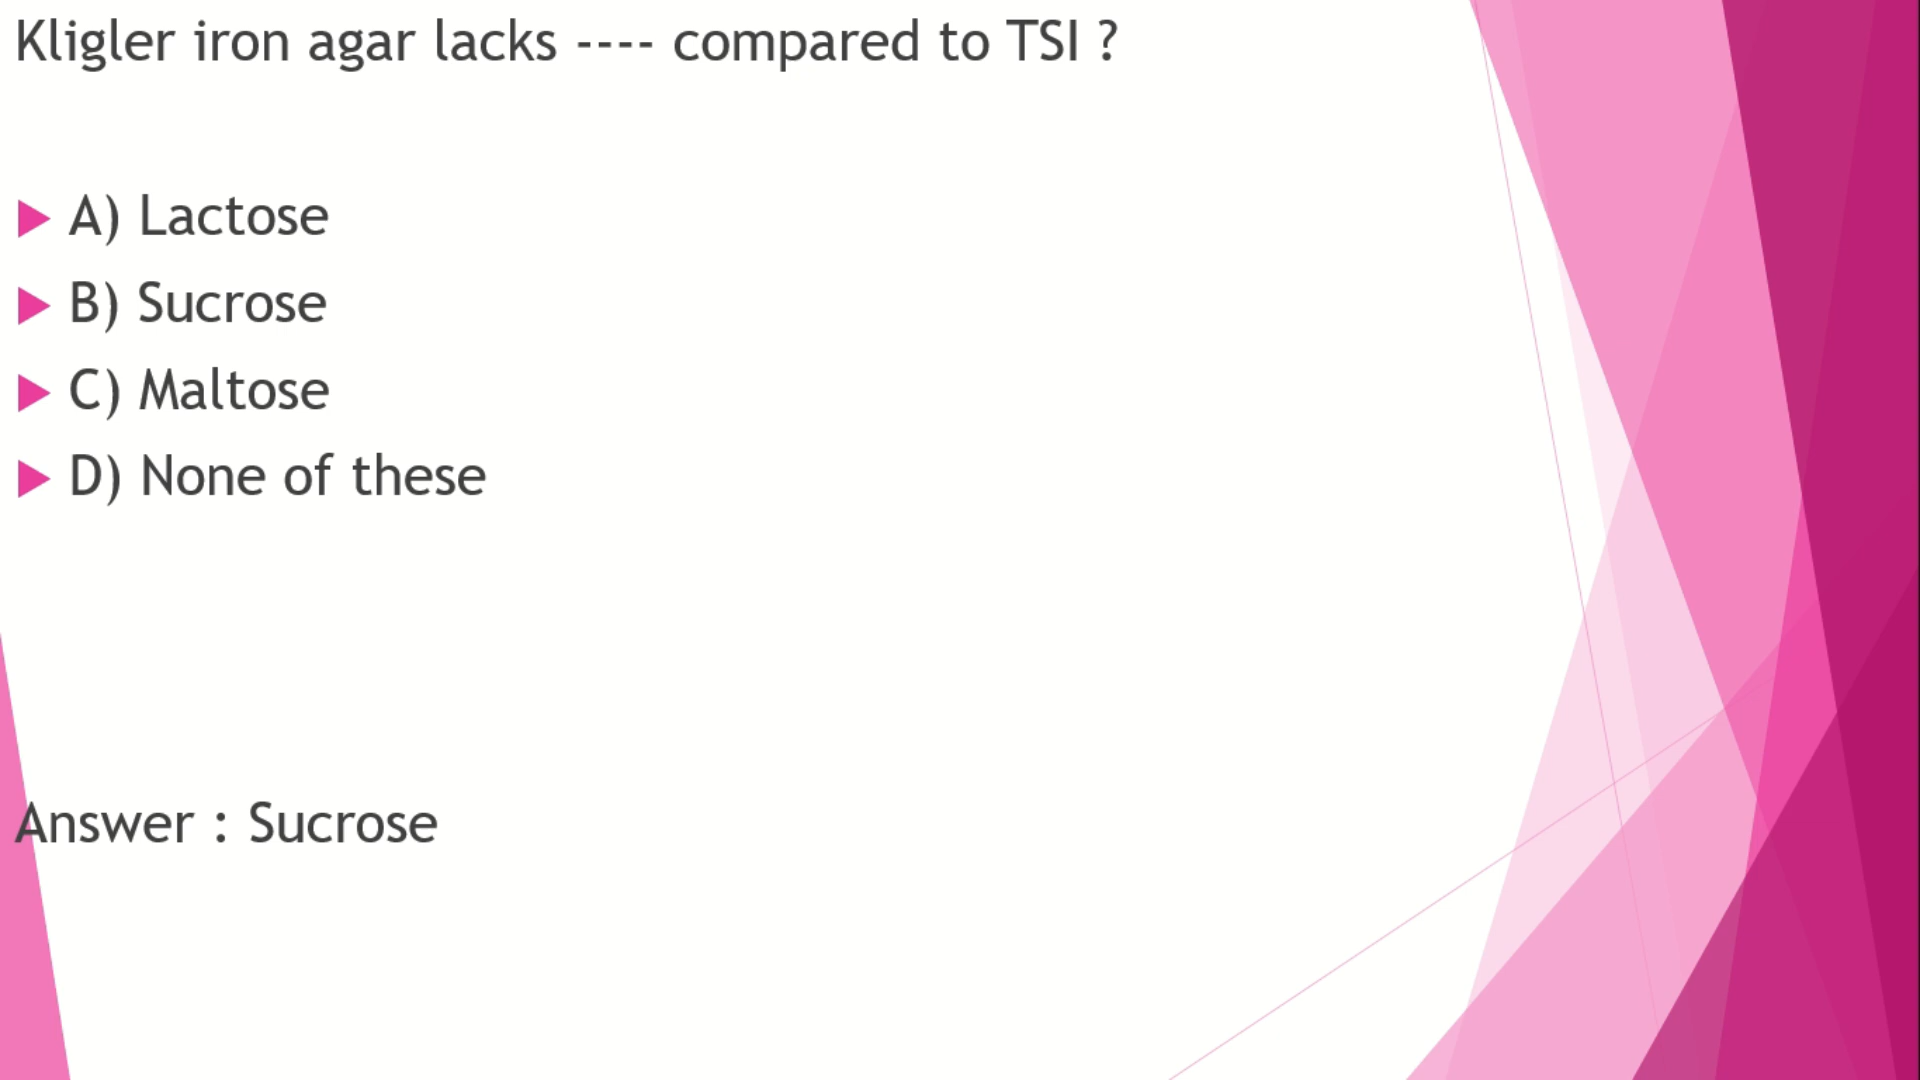 Kligler iron agar lacks ---- compared to TSI ?
A) Lactose
B) Sucrose
C) Maltose
D) None of these
Answer : Sucrose